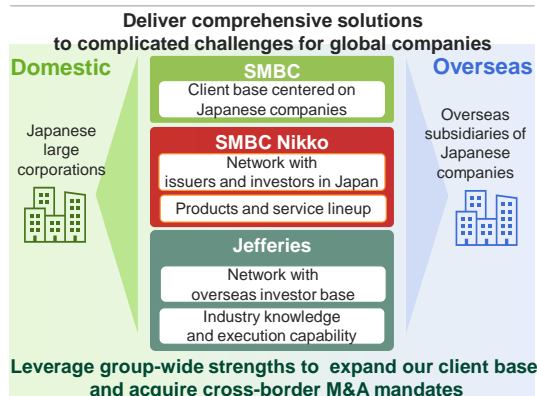 Deliver comprehensive solutions
to complicated challenges for global companies
Domestic
Japanese
large
corporations
SMBC
Client base centered on
Japanese companies
SMBC Nikko
Network with
issuers and investors in Japan
Products and service lineup
Jefferies
Network with
overseas investor base
Industry knowledge
and execution capability
Overseas
Overseas
subsidiaries of
Japanese
companies
Leverage group-wide strengths to expand our client base
and acquire cross-border M&A mandates